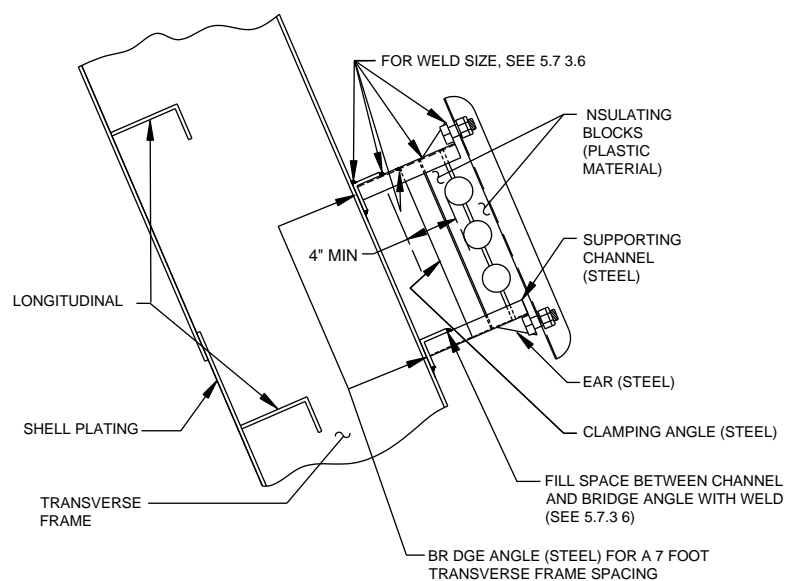 FOR WELD SIZE, SEE 5.7 3.6
NSULATING
BLOCKS
(PLASTIC
MATERIAL)
4" MIN
SUPPORTING
CHANNEL
(STEEL)
LONGITUDINAL
EAR (STEEL)
SHELL PLATING
CLAMPING ANGLE (STEEL)
FILL SPACE BETWEEN CHANNEL
AND BRIDGE ANGLE WITH WELD
(SEE 5.7.3 6)
TRANSVERSE
FRAME
BR DGE ANGLE (STEEL) FOR A 7 FOOT
TRANSVERSE FRAME SPACING